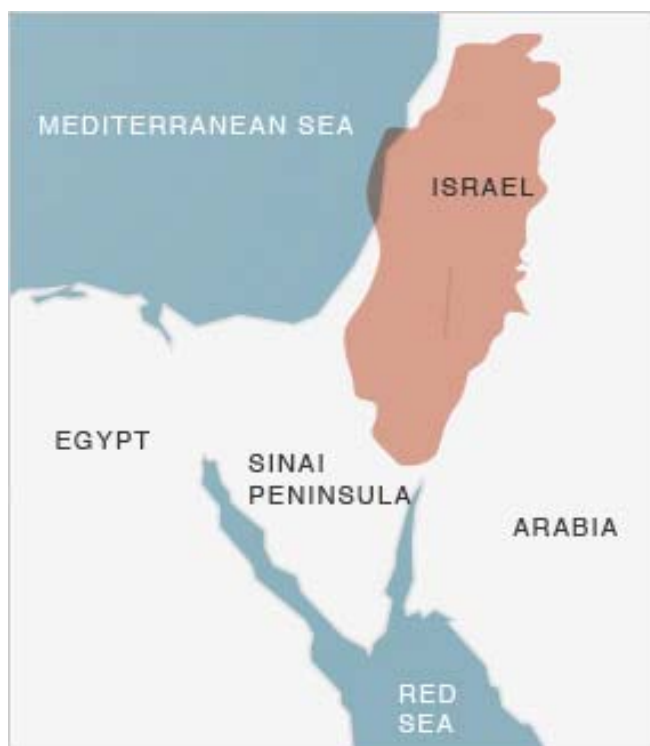 MEDITERRANEAN SEA
ISRAEL
EGYPT
SINAI
PENINSULA
ARABIA
RED
SEA